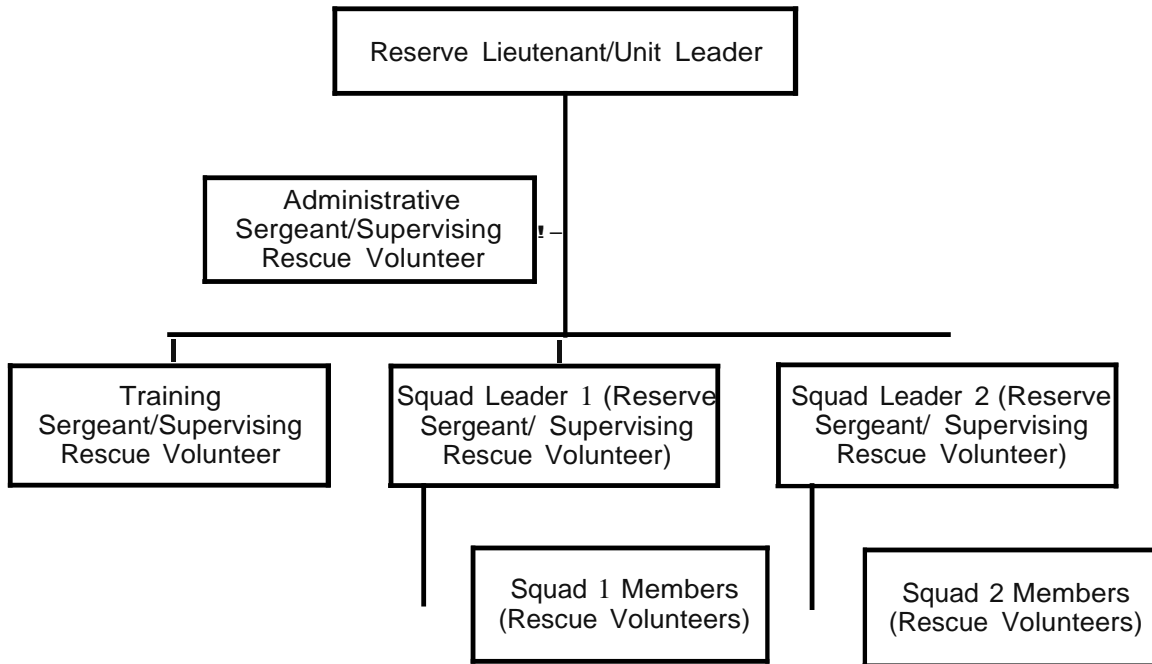 Reserve Lieutenant/Unit Leader
Administrative
Sergeant/Supervising
Rescue Volunteer
Training
Sergeant/Supervising
Rescue Volunteer
Squad Leader 1 (Reserve
Sergeant/ Supervising
Rescue Volunteer)
Squad Leader 2 (Reserve
Sergeant/ Supervising
Rescue Volunteer)
Squad 1 Members
(Rescue Volunteers)
Squad 2 Members
(Rescue Volunteers)